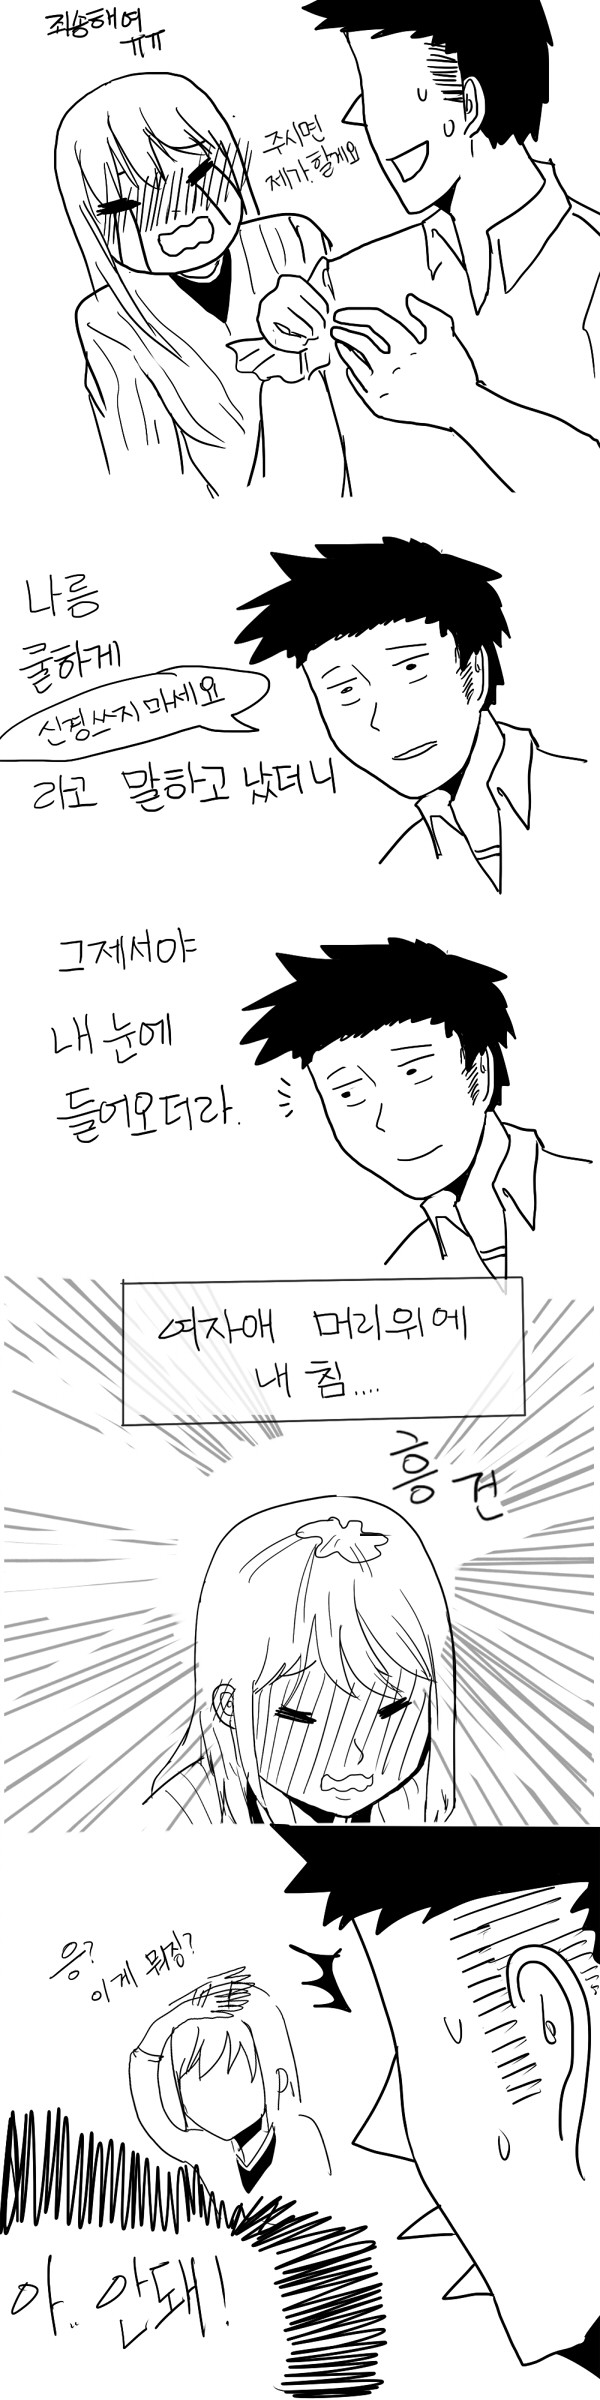 죄송해여
ㅠㅠ
주시면
제가.할게요
나름
쿨하게
신경쓰지마세요
라고 말하고 났더니
그제서야
내 눈에
들어오더라.
여자애 머리위에
내 침....
흥건
응?
이게 뭐징?
아.. 안돼!